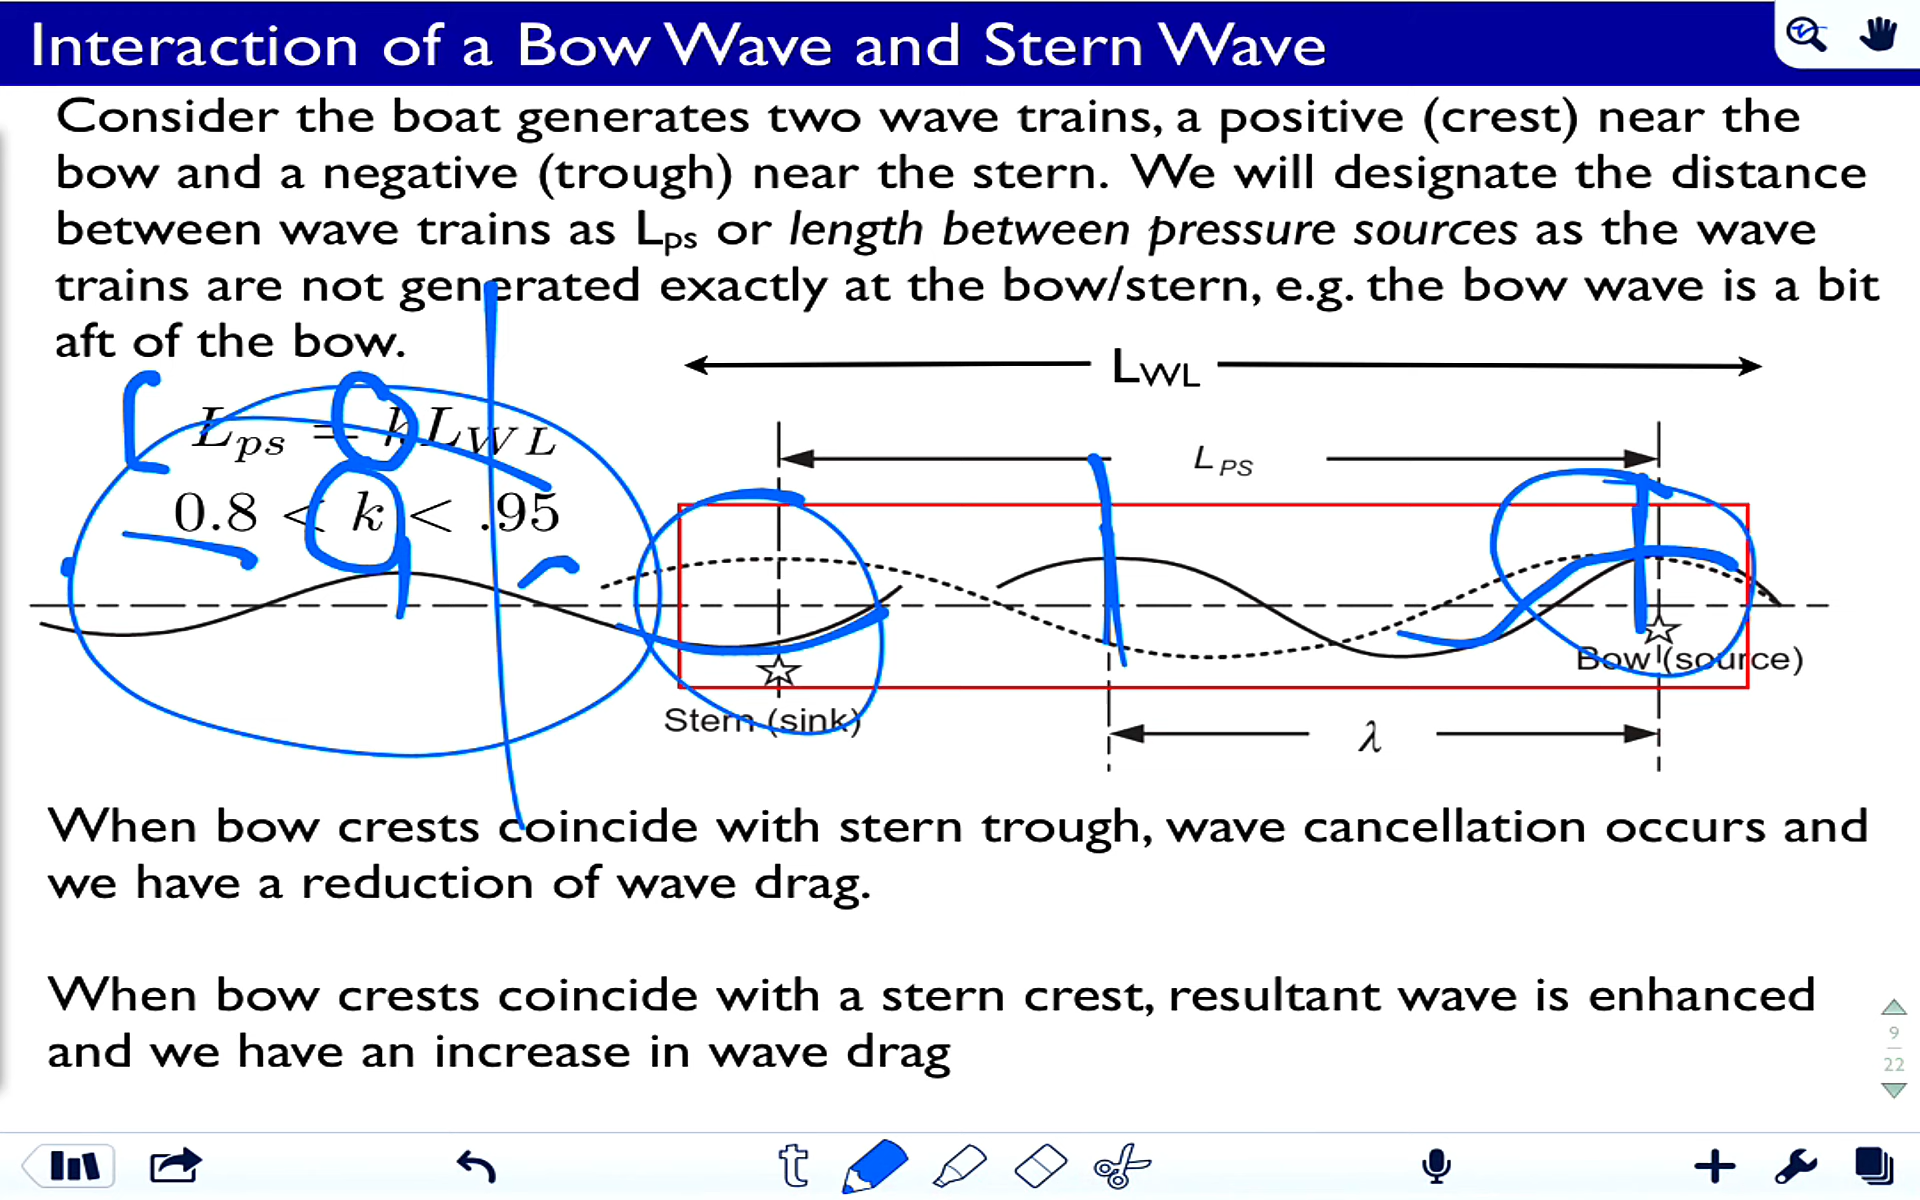 Interaction of a Bow Wave and Stern Wave
Consider the boat generates two wave trains, a positive (crest) near the
bow and a negative (trough) near the stern. We will designate the distance
between wave trains as Lps or length between pressure sources as the wave
trains are not generated exactly at the bow/stern, e.g. the bow wave is a bit
aft of the bow.
LWL
Lps = kLWL
LPS
0.8 < k < .95
Bow (source)
Stern (sink)
λ
When bow crests coincide with stern trough, wave cancellation occurs and
we have a reduction of wave drag.
When bow crests coincide with a stern crest, resultant wave is enhanced
and we have an increase in wave drag
9
22
t